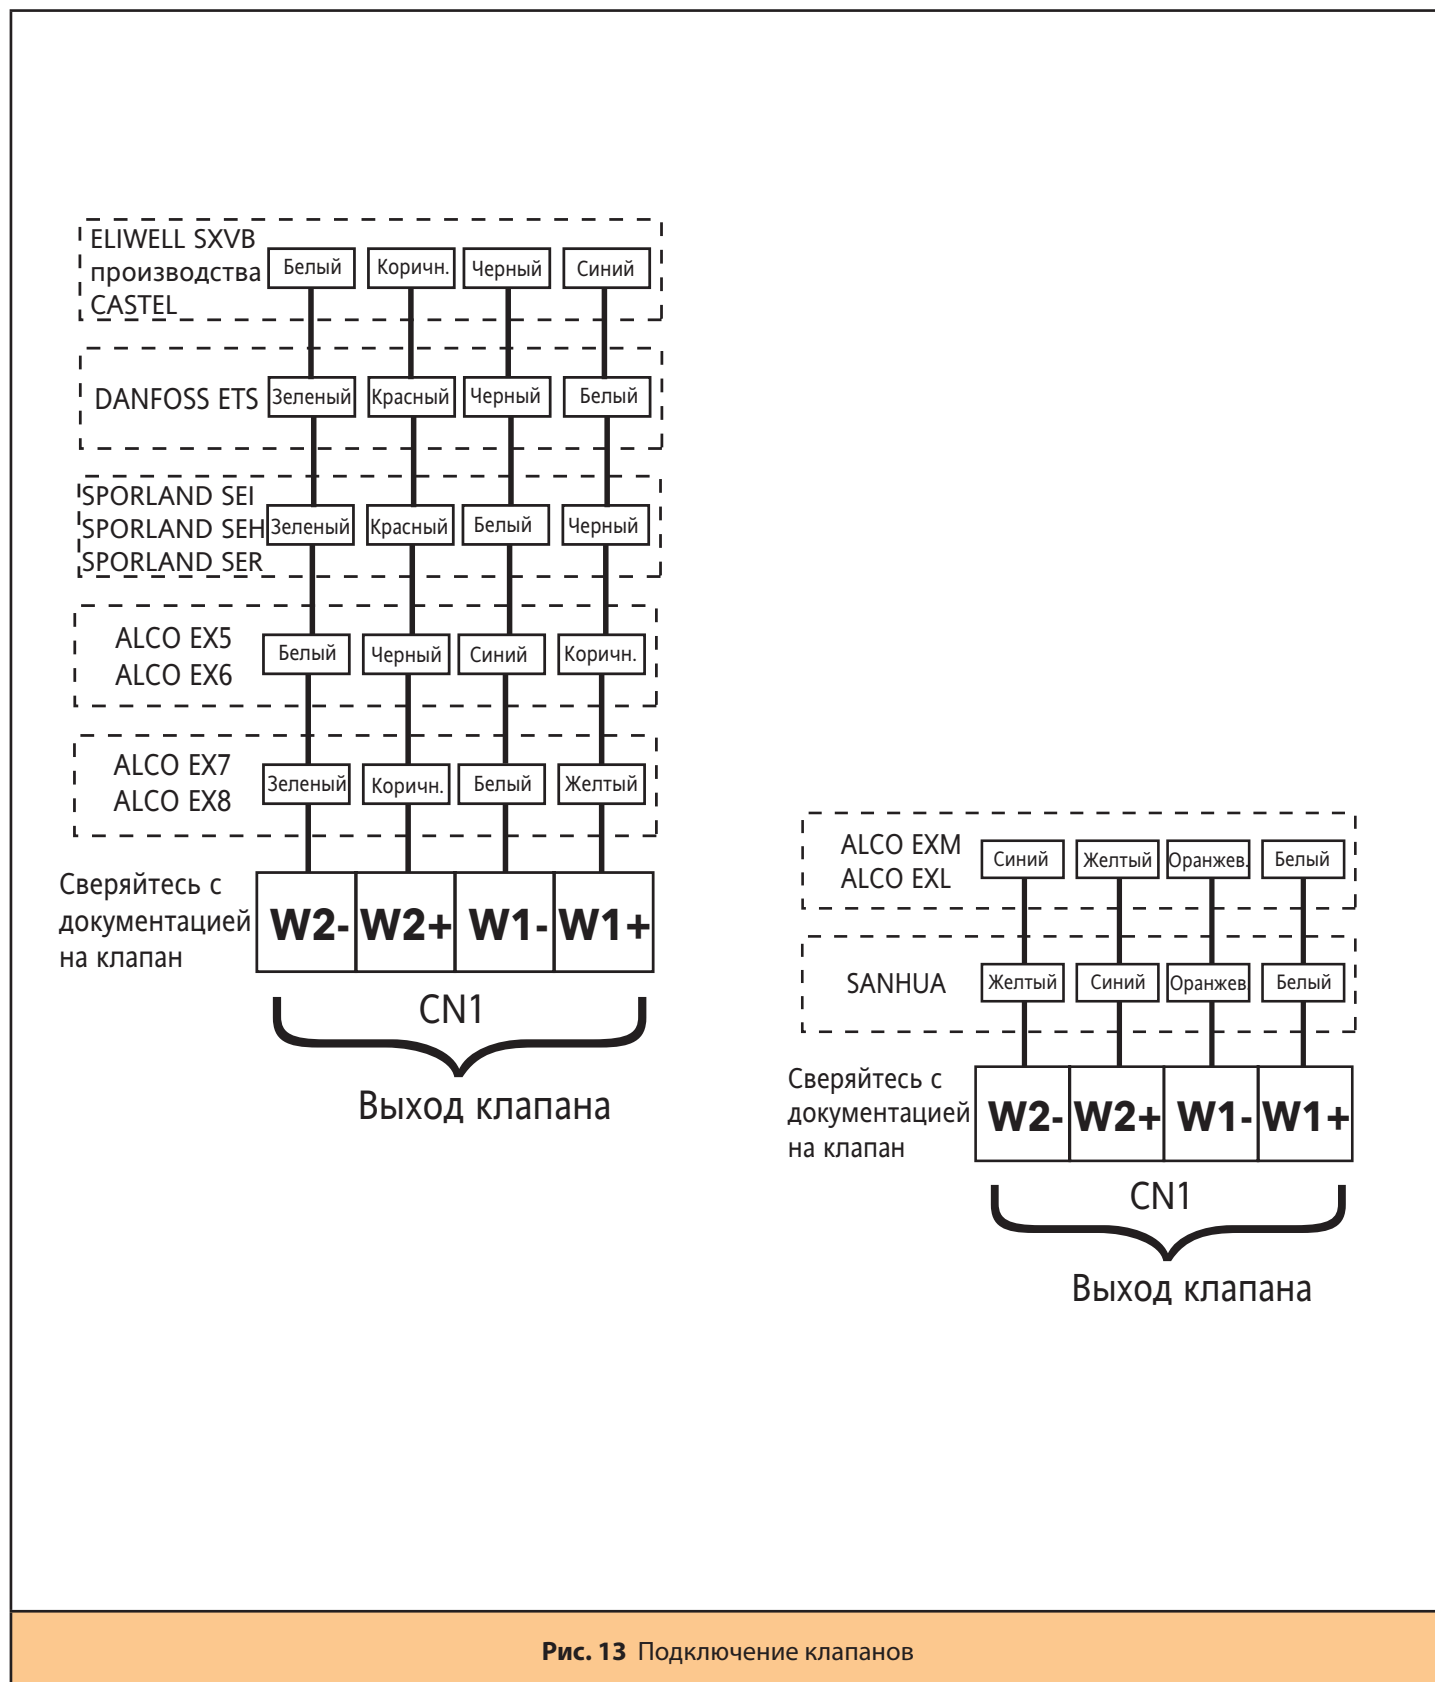 ELIWELL SXVB
производства
CASTEL
Белый Коричн. Черный Синий
DANFOSS ETS Зеленый Красный Черный Белый
SPORLAND SEI
SPORLAND SEH
SPORLAND SER
Зеленый Красный Белый Черный
ALCO EX5
ALCO EX6
Белый Черный Синий Коричн.
ALCO EX7
ALCO EX8
Зеленый Коричн. Белый Желтый
Сверяйтесь с
документацией
на клапан
W2- W2+ W1- W1+
CN1
Выход клапана
ALCO EXM
ALCO EXL
Синий Желтый Оранжев. Белый
SANHUA Желтый Синий Оранжев. Белый
Сверяйтесь с
документацией
на клапан
W2- W2+ W1- W1+
CN1
Выход клапана
Рис. 13 Подключение клапанов